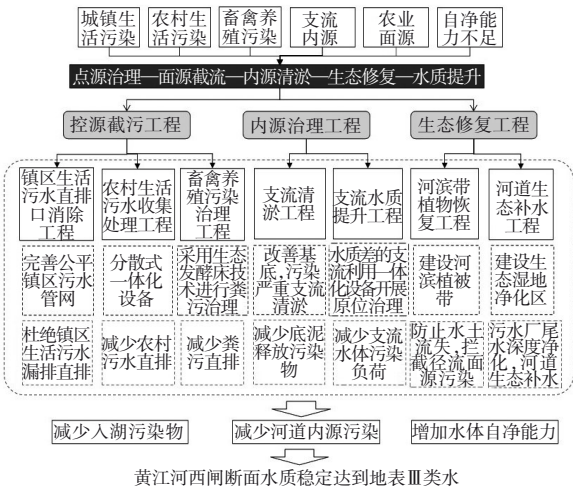 城镇生
活污染
农村生
活污染
畜禽养
殖污染
支流
内源
农业
面源
自净能
力不足
点源治理—面源截流—内源清淤—生态修复—水质提升
控源截污工程
内源治理工程
生态修复工程
镇区生活
污水直排
口消除
工程
农村生活
污水收集
处理工程
畜禽养
殖污染
治理
工程
支流清
淤工程
支流水质
提升工程
河滨带
植物恢
复工程
河道生
态补水
工程
完善公平
镇区污水
管网
分散式
一体化
设备
采用生态
发酵床技
术进行粪
污治理
改善基
底,污染
严重支流
清淤
水质差的支
流利用一体
化设备开展
原位治理
建设河
滨植被
带
建设生
态湿地
净化区
杜绝镇区
生活污水
漏排直排
减少农村
污水直排
减少粪
污直排
减少底泥
释放污染
物
减少支流
水体污染
负荷
防止水土
流失,拦
截径流面
源污染
污水厂尾
水深度净
化,河道
生态补水
减少入湖污染物
减少河道内源污染
增加水体自净能力
黄江河西闸断面水质稳定达到地表Ⅲ类水